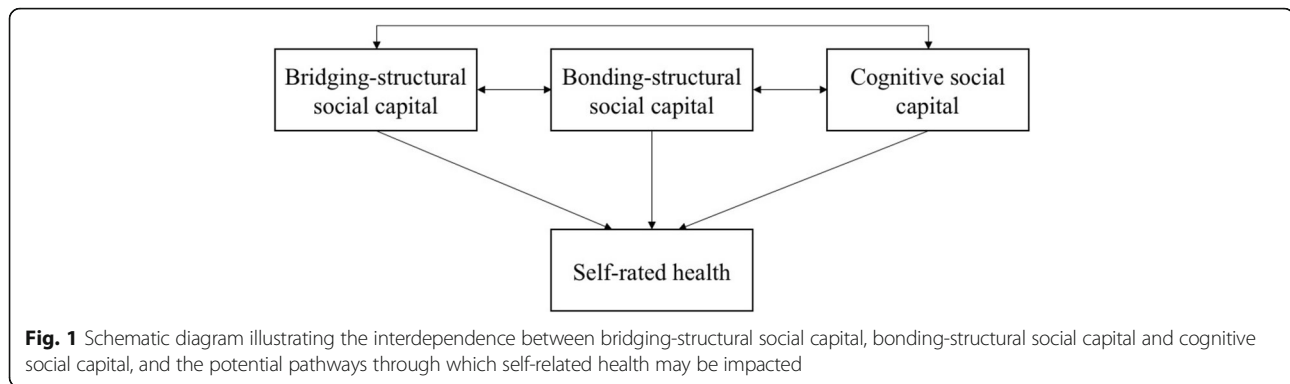 Bridging-structural
social capital
Bonding-structural
social capital
Cognitive social
capital
Self-rated health
Fig. 1 Schematic diagram illustrating the interdependence between bridging-structural social capital, bonding-structural social capital and cognitive
social capital, and the potential pathways through which self-related health may be impacted